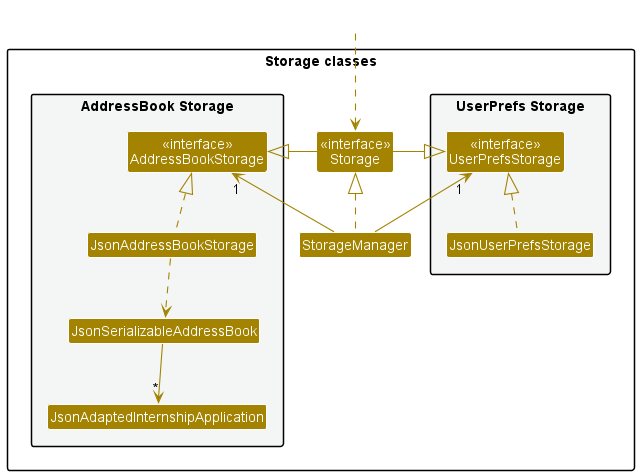 Storage classes
AddressBook Storage
UserPrefs Storage
«interface»
AddressBookStorage
«interface»
Storage
«interface»
UserPrefsStorage
1
1
JsonAddressBookStorage
StorageManager
JsonUserPrefsStorage
JsonSerializableAddressBook
*
JsonAdaptedInternshipApplication